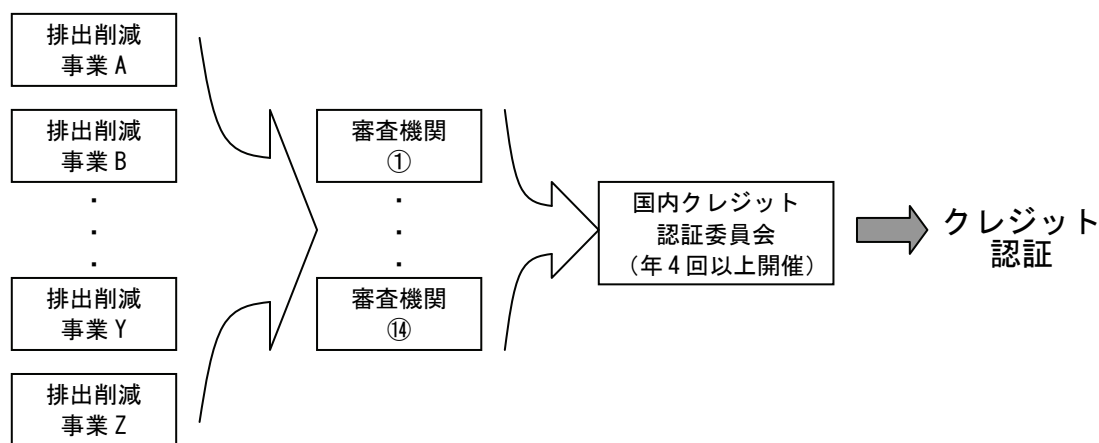 排出削減
事業 A
排出削減
事業 B
・
・
・
排出削減
事業 Y
排出削減
事業 Z
審査機関
①
・
・
・
審査機関
⑭
国内クレジット
認証委員会
（年４回以上開催）
クレジット
認証